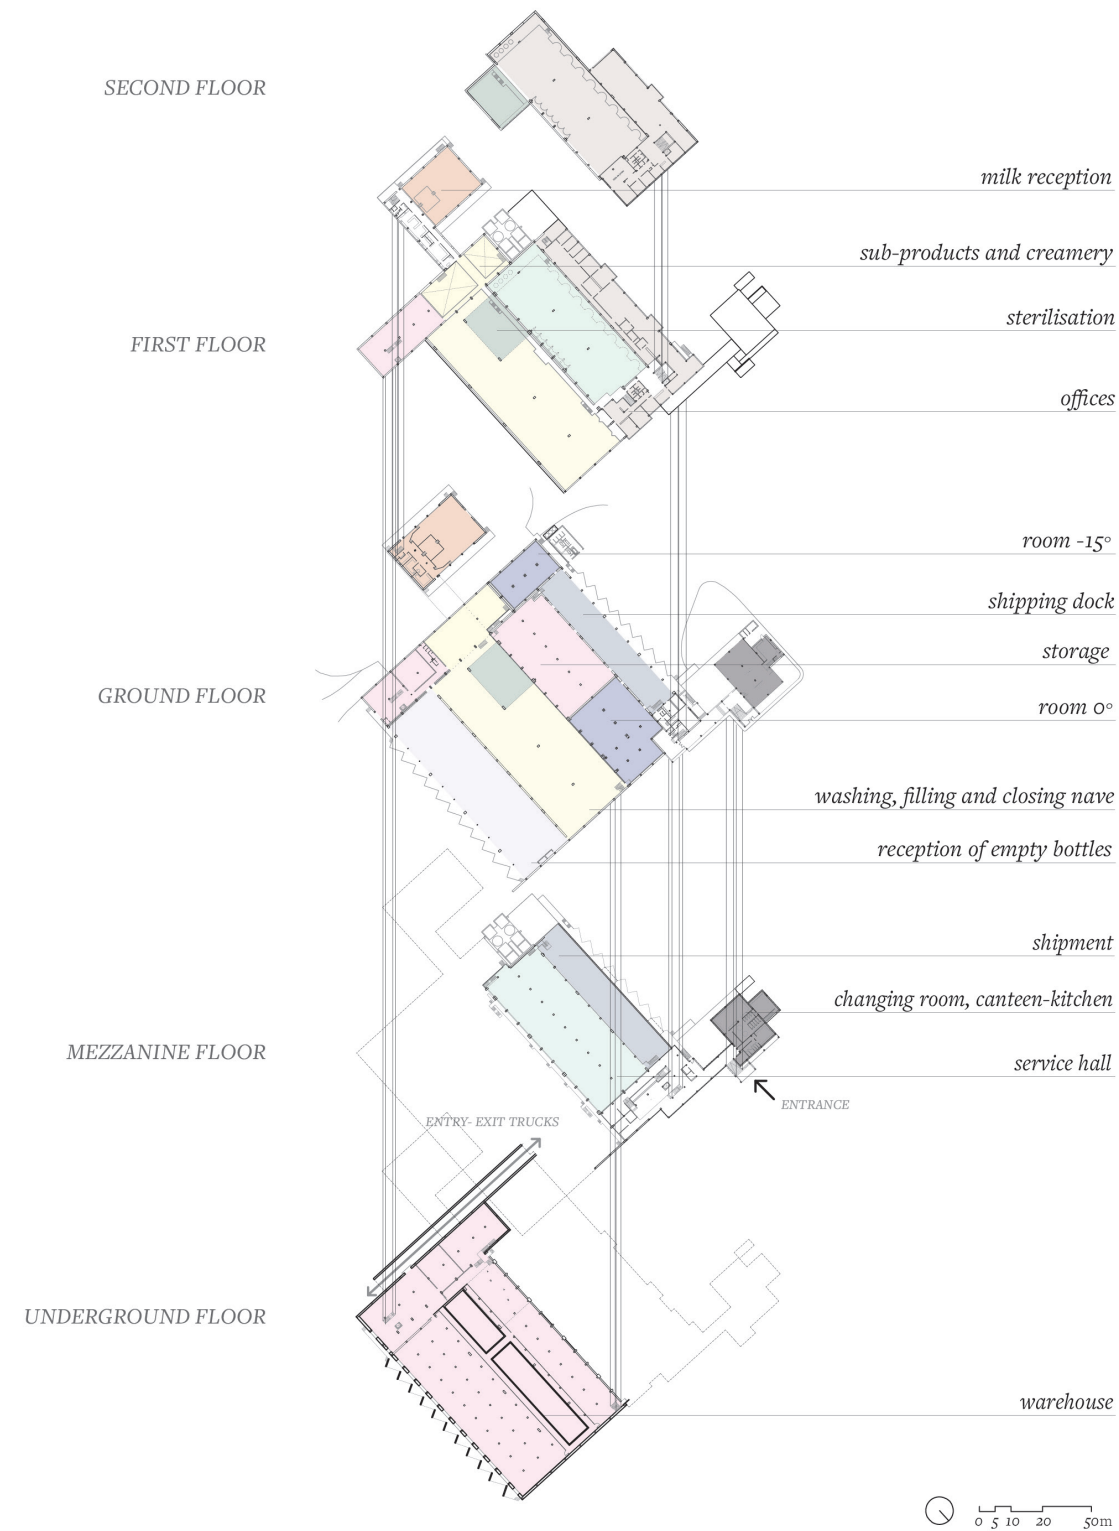 SECOND FLOOR
milk reception
sub-products and creamery
sterilisation
FIRST FLOOR
offices
room -15°
shipping dock
storage
GROUND FLOOR
room 0°
washing, filling and closing nave
reception of empty bottles
shipment
changing room, canteen-kitchen
MEZZANINE FLOOR
service hall
ENTRANCE
ENTRY- EXIT TRUCKS
UNDERGROUND FLOOR
warehouse
0 5 10 20 50m